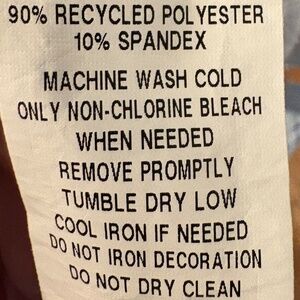 90% RECYCLED POLYESTER
10% SPANDEX
MACHINE WASH COLD
ONLY NON-CHLORINE BLEACH
WHEN NEEDED
REMOVE PROMPTLY
TUMBLE DRY LOW
COOL IRON IF NEEDED
DO NOT IRON DECORATION
DO NOT DRY CLEAN